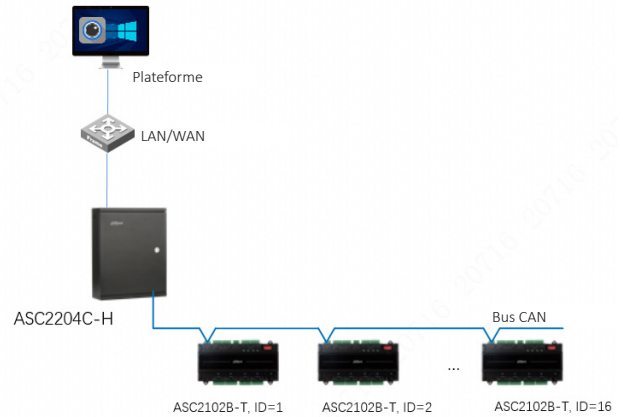 Plateforme
LAN/WAN
ASC2204C-H
Bus CAN
...
ASC2102B-T, ID=1
ASC2102B-T, ID=2
ASC2102B-T, ID=16